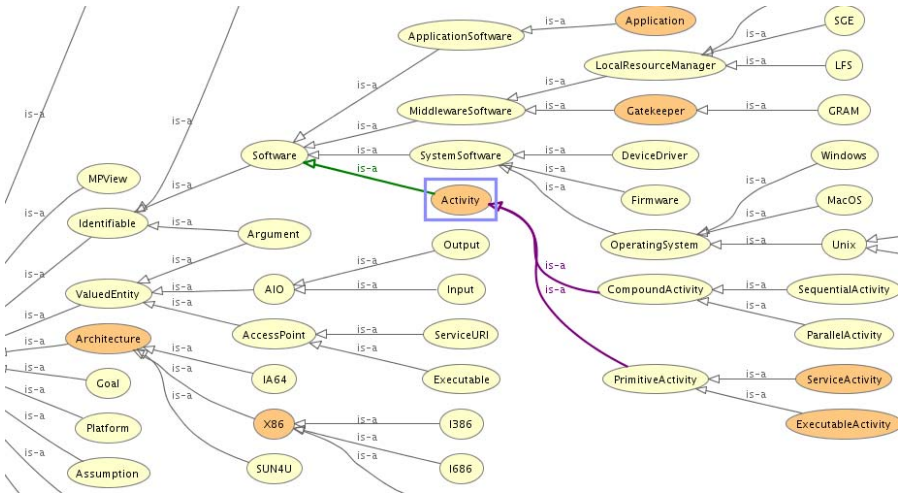 Application
SGE
ApplicationSoftware
is-a
is-a
LocalResourceManager
is-a
LFS
is-a
is-a
is-a
is-a
is-a
MiddlewareSoftware
is-a
Gatekeeper
is-a
GRAM
is-a
Software
is-a
SystemSoftware
is-a
DeviceDriver
Windows
MPView
is-a
is-a
is-a
is-a
Activity
Firmware
is-a
MacOS
Identifiable
is-a
Argument
is-a
Output
OperatingSystem
is-a
Unix
is-a
is-a
is-a
is-a
ValuedEntity
is-a
AIO
is-a
Input
is-a
CompoundActivity
is-a
SequentialActivity
is-a
is-a
is-a
AccessPoint
is-a
ServiceURI
ParallelActivity
Architecture
is-a
is-a
is-a
is-a
IA64
Executable
PrimitiveActivity
is-a
ServiceActivity
Goal
is-a
is-a
is-a
Platform
X86
is-a
I386
ExecutableActivity
is-a
is-a
is-a
is-a
Assumption
SUN4U
I686
is-a